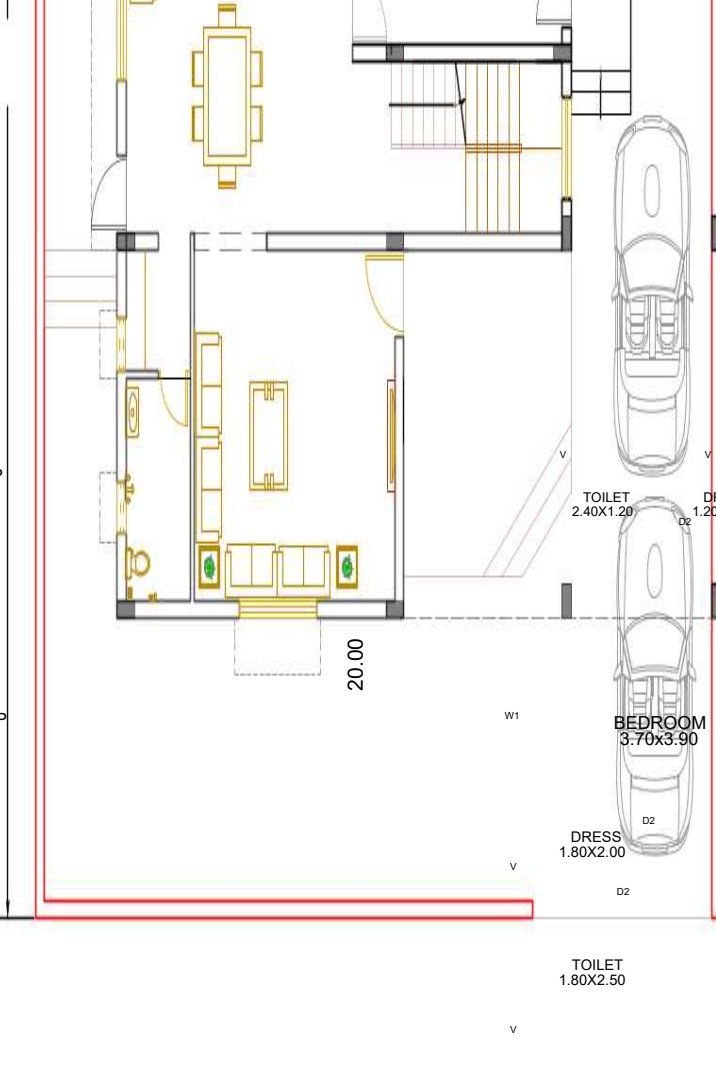 V
V
TOILET
2.40X1.20
D2
20.00
W1
BEDROOM
3.70x3.90
D2
DRESS
1.80X2.00
V
D2
TOILET
1.80X2.50
V